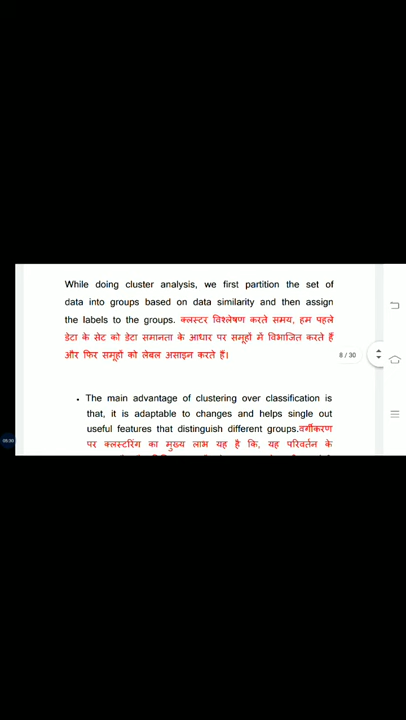 While doing cluster analysis, we first partition the set of
data into groups based on data similarity and then assign
the labels to the groups. क्लस्टर विश्लेषण करते समय, हम पहले
डेटा के सेट को डेटा समानता के आधार पर समूहों में विभाजित करते हैं
और फिर समूहों को लेबल असाइन करते हैं।
8 / 30
• The main advantage of clustering over classification is
that, it is adaptable to changes and helps single out
useful features that distinguish different groups.वर्गीकरण
पर क्लस्टरिंग का मुख्य लाभ यह है कि, यह परिवर्तन के